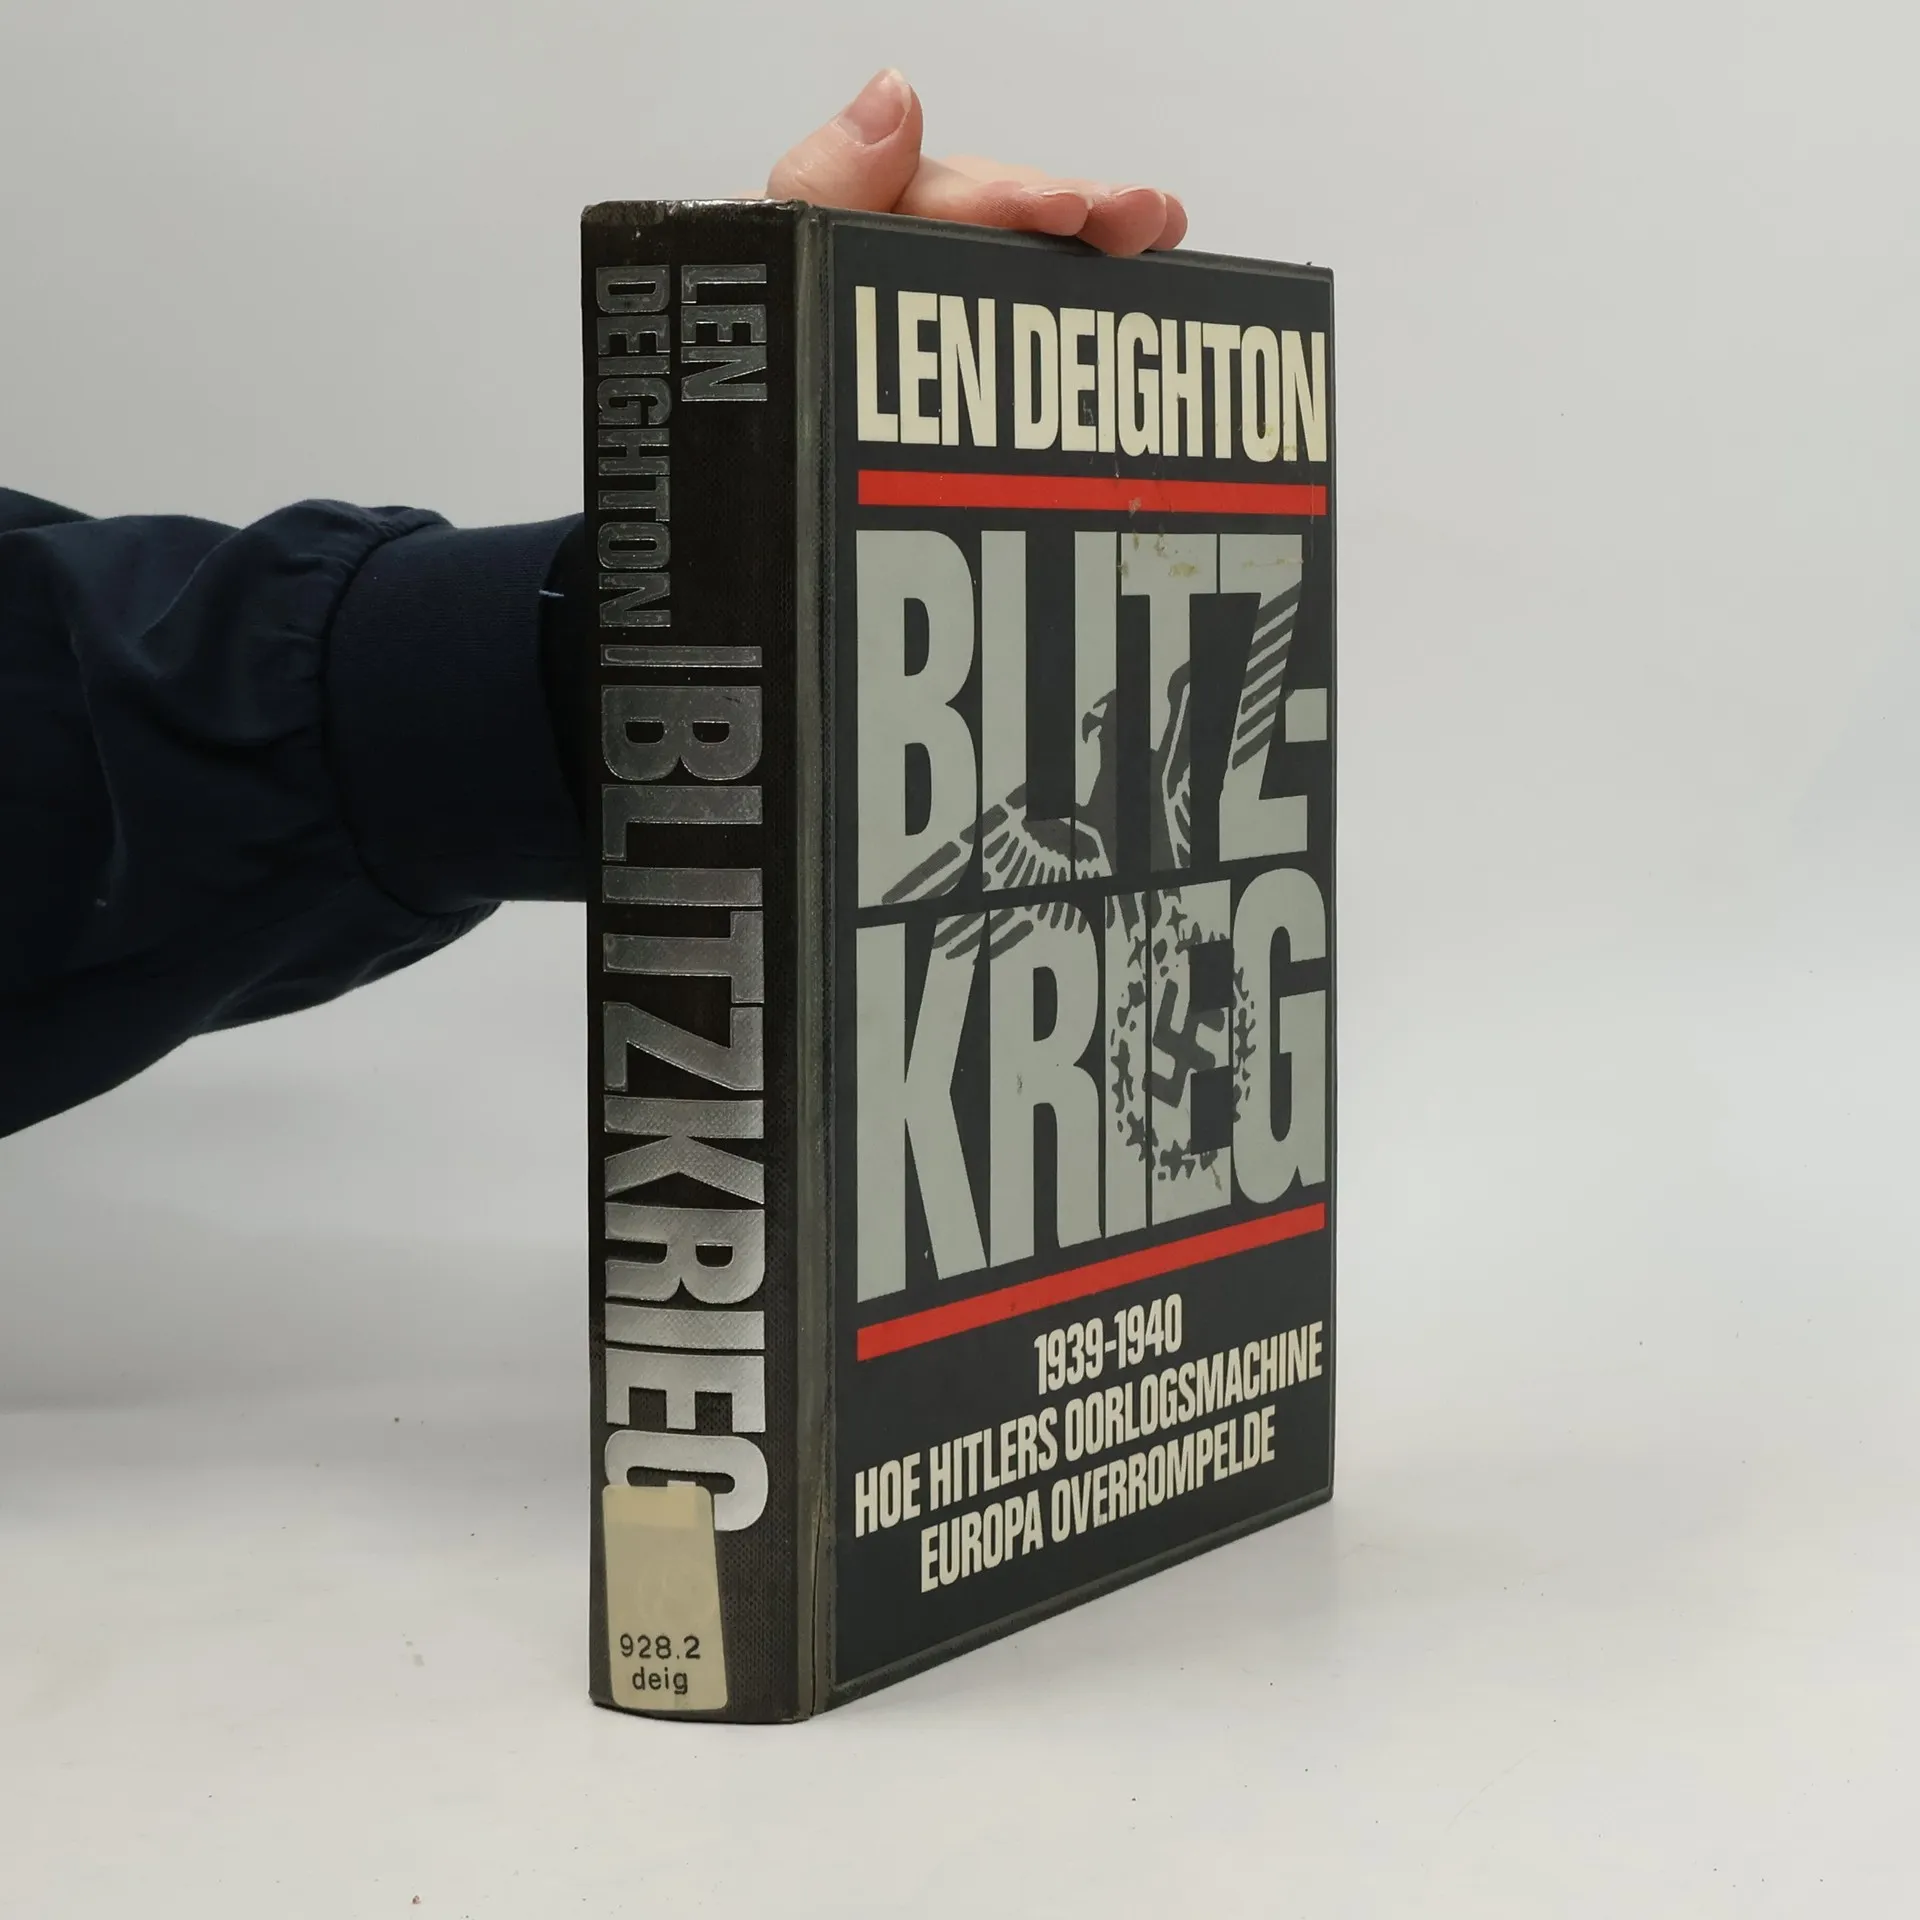 LEN
DEIGHTON
BLITZKRIEG
928.2
deig
LEN DEIGHTON
BLITZ-
KRIEG
1939-1940
HOE HITLERS OORLOGSMACHINE
EUROPA OVERROMPELDE